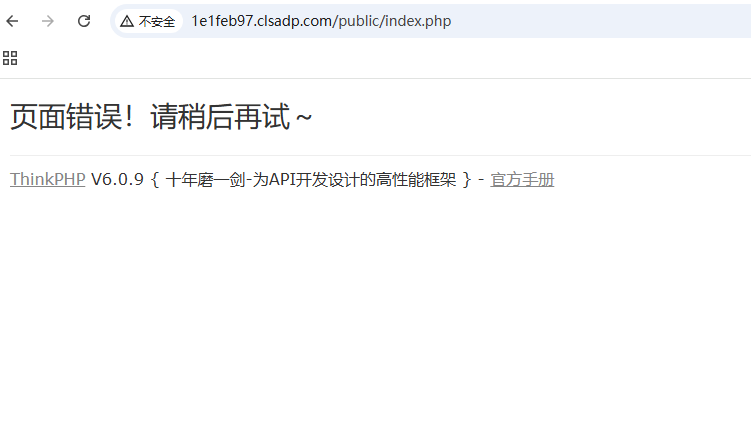 不安全 1e1feb97.clsadp.com/public/index.php
页面错误！请稍后再试～
ThinkPHP V6.0.9 { 十年磨一剑-为API开发设计的高性能框架 } - 官方手册